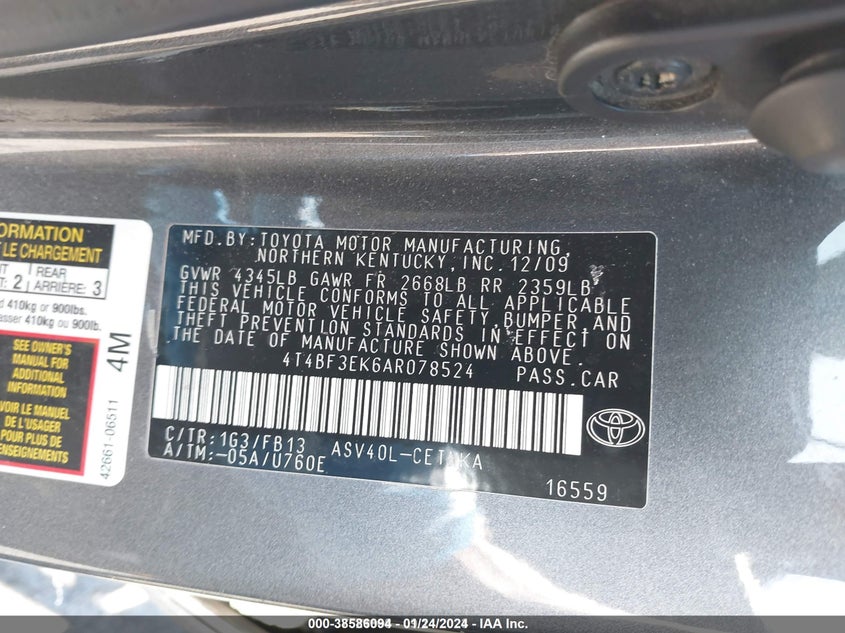 ORMATION
T LE CHARGEMENT
REAR
2 ARRIÈRE: 3
410kg or 900lbs.
410kg ou 900lb.
SEE OWNER'S
MANUAL FOR
ADDITIONAL
INFORMATION
VOIR LE MANUEL
DE L'USAGER
POUR PLUS DE
RENSEIGNEMENTS
4M
42661-06511
MFD.BY:TOYOTA MOTOR MANUFACTURING,
NORTHERN KENTUCKY, INC. 12/09
GVWR 4345LB GAWR FR 2668LB RR 2359LB
THIS VEHICLE CONFORMS TO ALL APPLICABLE
FEDERAL MOTOR VEHICLE SAFETY, BUMPER, AND
THEFT PREVENTION STANDARDS IN EFFECT ON
THE DATE OF MANUFACTURE SHOWN ABOVE.
4T4BF3EK6AR078524 PASS.CAR
C/TR:1G3/FB13 ASV40L-CET
A/TM:-05A/U760E
16559
000-38586094 - 01/24/2024 - IAAI.COM